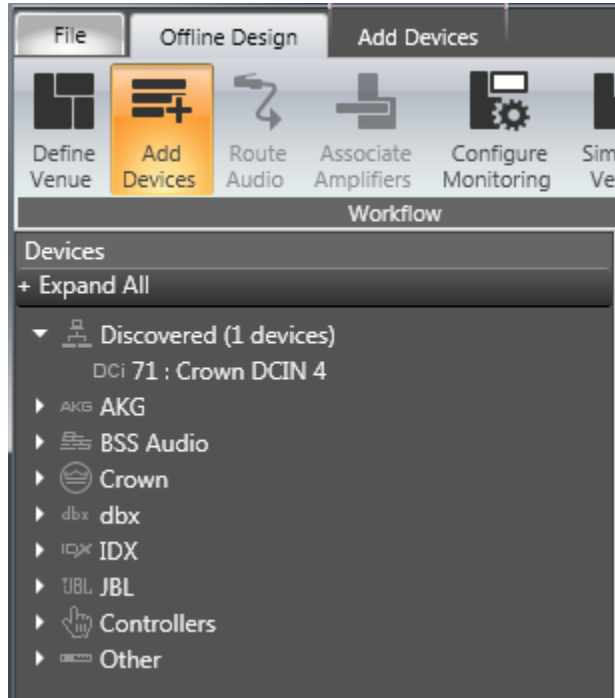 File Offline Design Add Devices
Define Venue
Add Devices
Route Audio
Associate Amplifiers
Configure Monitoring
Workflow
Devices
+ Expand All
Discovered (1 devices)
DCi 71 : Crown DCIN 4
AKG AKG
BSS Audio
Crown
dbx dbx
IDX IDX
JBL JBL
Controllers
Other